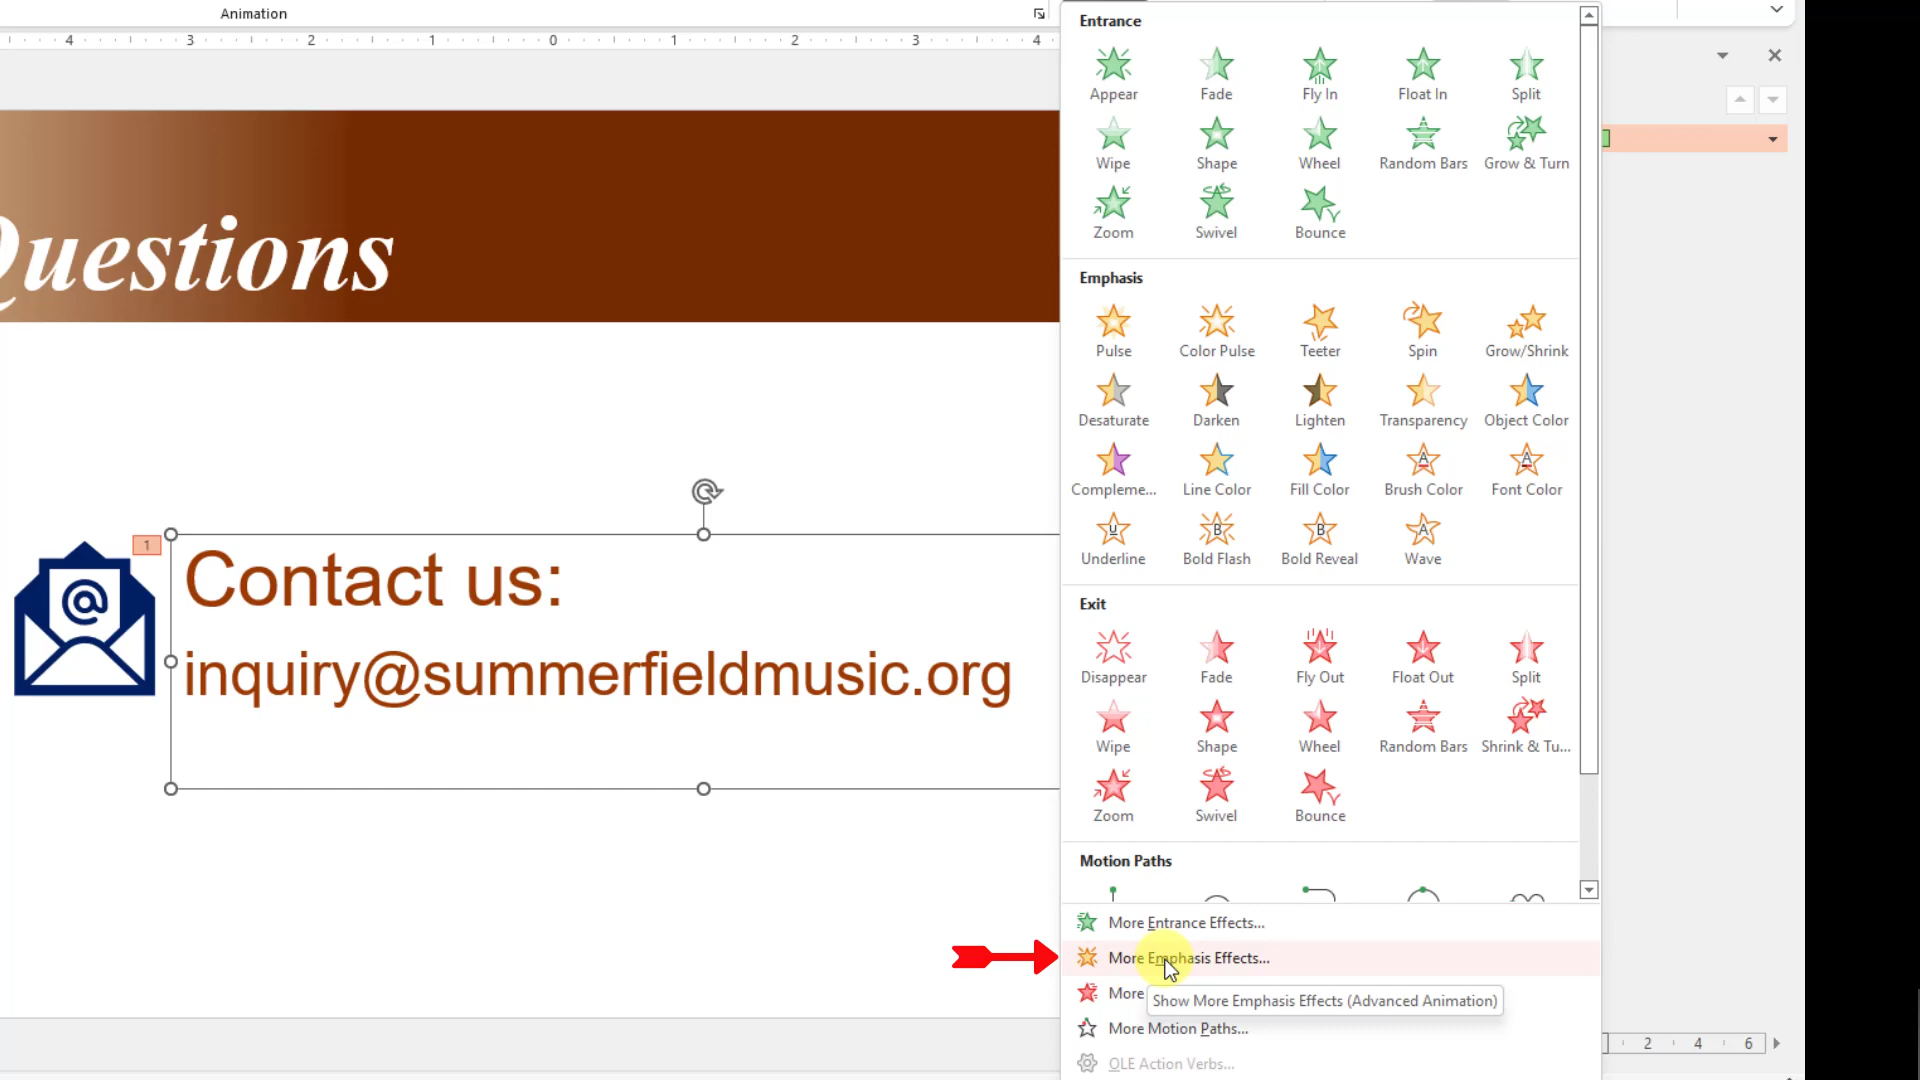 Animation
4 3 2 1 0 1 2 3 4
Entrance
Appear Fade Fly In Float In Split
Wipe Shape Wheel Random Bars Grow & Turn
Zoom Swivel Bounce
Questions
Emphasis
Pulse Color Pulse Teeter Spin Grow/Shrink
Desaturate Darken Lighten Transparency Object Color
Compleme... Line Color Fill Color Brush Color Font Color
Underline Bold Flash Bold Reveal Wave
1
Contact us:
inquiry@summerfieldmusic.org
Exit
Disappear Fade Fly Out Float Out Split
Wipe Shape Wheel Random Bars Shrink & Tu...
Zoom Swivel Bounce
Motion Paths
More Entrance Effects...
More Emphasis Effects...
More
Show More Emphasis Effects (Advanced Animation)
More Motion Paths...
2 4 6
OLE Action Verbs...